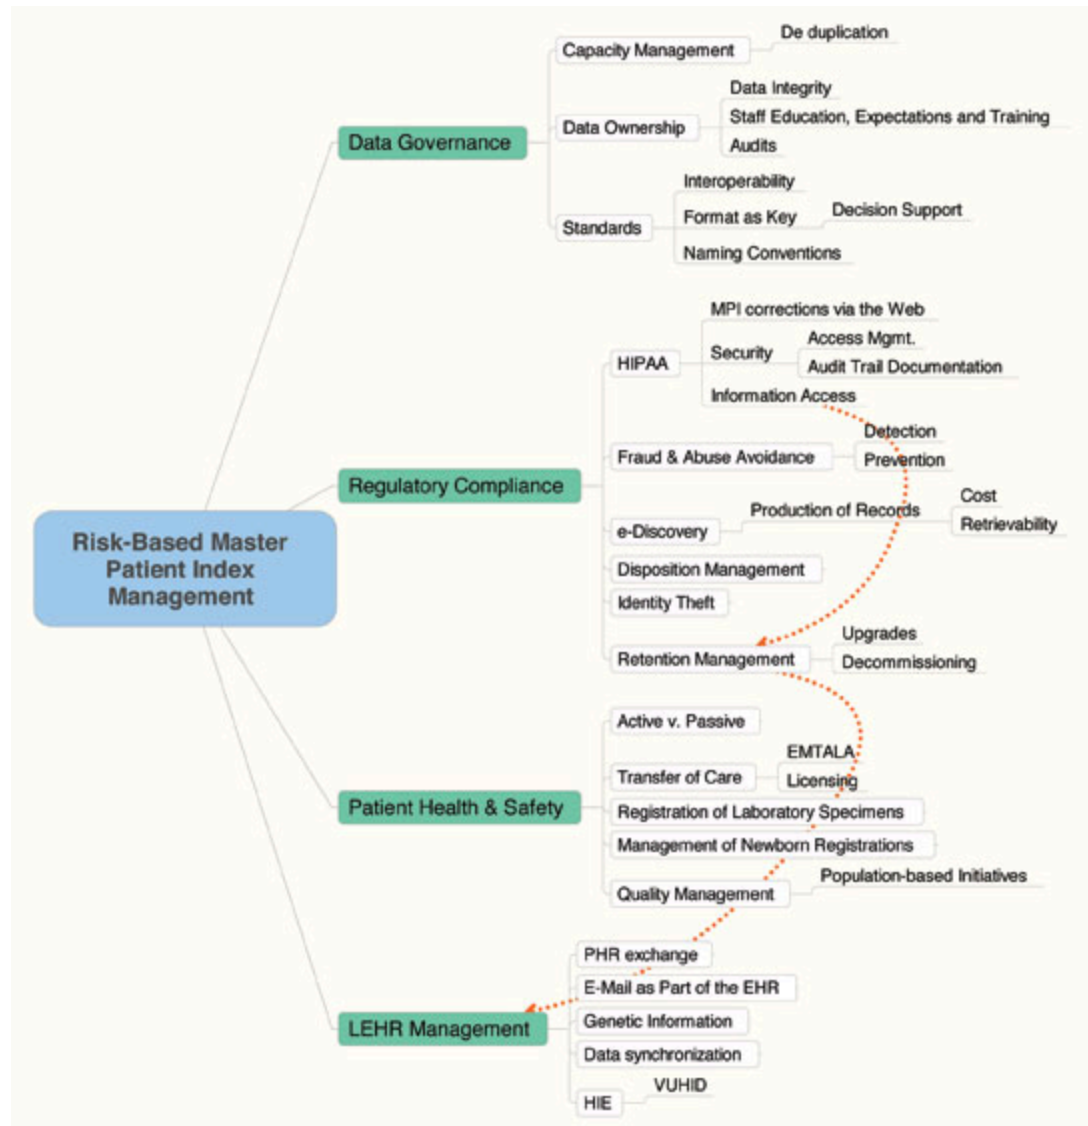 De duplication
Capacity Management
Data Integrity
Staff Education, Expectations and Training
Data Ownership
Audits
Data Governance
Interoperability
Format as Key
Decision Support
Standards
Naming Conventions
MPI corrections via the Web
Access Mgmt.
Security
HIPAA
Audit Trail Documentation
Information Access
Detection
Fraud & Abuse Avoidance
Prevention
Regulatory Compliance
Cost
Production of Records
Retrievability
e-Discovery
Risk-Based Master
Patient Index
Management
Disposition Management
Identity Theft
Upgrades
Retention Management
Decommissioning
Active v. Passive
EMTALA
Transfer of Care
Licensing
Patient Health & Safety
Registration of Laboratory Specimens
Management of Newborn Registrations
Population-based Initiatives
Quality Management
PHR exchange
E-Mail as Part of the EHR
LEHR Management
Genetic Information
Data synchronization
VUHID
HIE